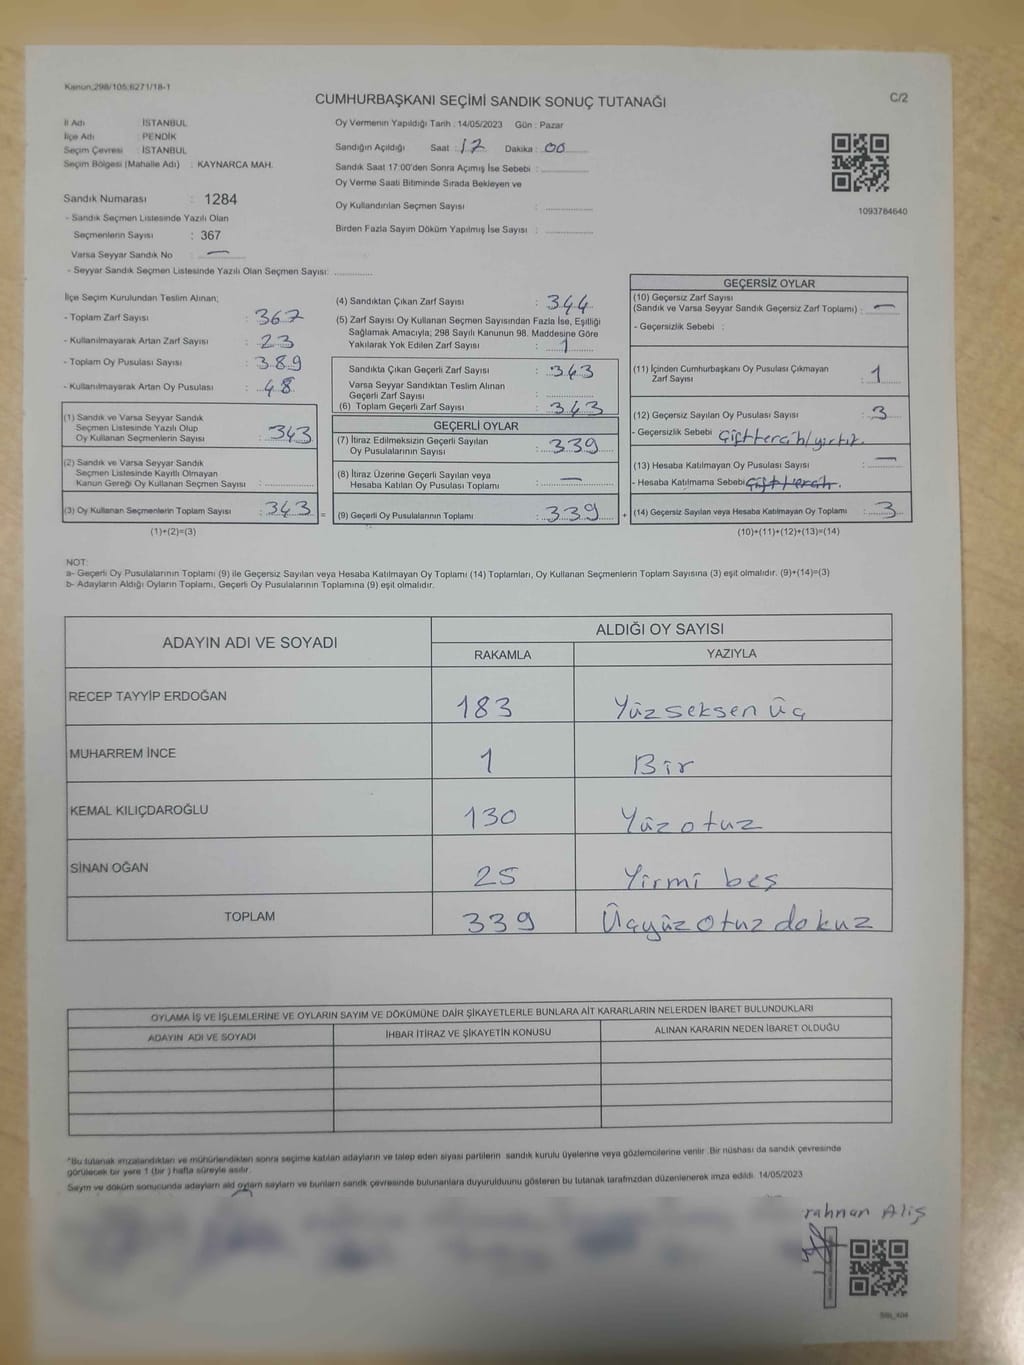 Kanun:298/105;6271/18-1
CUMHURBAŞKANI SEÇİMİ SANDIK SONUÇ TUTANAĞI
C/2
İl Adı İSTANBUL
İlçe Adı PENDİK
Seçim Çevresi : İSTANBUL
Seçim Bölgesi (Mahalle Adı) : KAYNARCA MAH.
Oy Vermenin Yapıldığı Tarih : 14/05/2023 Gün : Pazar
Sandığın Açıldığı Saat : 17 Dakika : 00
Sandık Saat 17:00'den Sonra Açımış İse Sebebi :
Oy Verme Saati Bitiminde Sırada Bekleyen ve
Oy Kullandırılan Seçmen Sayısı :
Birden Fazla Sayım Döküm Yapılmış İse Sayısı :
1093784640
Sandık Numarası : 1284
- Sandık Seçmen Listesinde Yazılı Olan
Seçmenlerin Sayısı : 367
Varsa Seyyar Sandık No : —
- Seyyar Sandık Seçmen Listesinde Yazılı Olan Seçmen Sayısı:
İlçe Seçim Kurulundan Teslim Alınan;
- Toplam Zarf Sayısı : 367
- Kullanılmayarak Artan Zarf Sayısı : 23
- Toplam Oy Pusulası Sayısı : 389
- Kullanılmayarak Artan Oy Pusulası : 48
(1) Sandık ve Varsa Seyyar Sandık
Seçmen Listesinde Yazılı Olup
Oy Kullanan Seçmenlerin Sayısı : 343
(2) Sandık ve Varsa Seyyar Sandık
Seçmen Listesinde Kayıtlı Olmayan
Kanun Gereği Oy Kullanan Seçmen Sayısı :
(3) Oy Kullanan Seçmenlerin Toplam Sayısı : 343 =
(1)+(2)=(3)
(4) Sandıktan Çıkan Zarf Sayısı : 344
(5) Zarf Sayısı Oy Kullanan Seçmen Sayısından Fazla İse, Eşitliği
Sağlamak Amacıyla; 298 Sayılı Kanunun 98. Maddesine Göre
Yakılarak Yok Edilen Zarf Sayısı : 1
Sandıkta Çıkan Geçerli Zarf Sayısı : 343
Varsa Seyyar Sandıktan Teslim Alınan
Geçerli Zarf Sayısı :
(6) Toplam Geçerli Zarf Sayısı : 343
GEÇERLİ OYLAR
(7) İtiraz Edilmeksizin Geçerli Sayılan
Oy Pusulalarının Sayısı : 339
(8) İtiraz Üzerine Geçerli Sayılan veya
Hesaba Katılan Oy Pusulası Toplamı : —
(9) Geçerli Oy Pusulalarının Toplamı : 339 +
GEÇERSİZ OYLAR
(10) Geçersiz Zarf Sayısı
(Sandık ve Varsa Seyyar Sandık Geçersiz Zarf Toplamı) : —
- Geçersizlik Sebebi :
(11) İçinden Cumhurbaşkanı Oy Pusulası Çıkmayan
Zarf Sayısı : 1
(12) Geçersiz Sayılan Oy Pusulası Sayısı : 3
- Geçersizlik Sebebi Çift tercih/yırtık.
(13) Hesaba Katılmayan Oy Pusulası Sayısı : —
- Hesaba Katılmama Sebebi Çift tercih.
(14) Geçersiz Sayılan veya Hesaba Katılmayan Oy Toplamı : 3
(10)+(11)+(12)+(13)=(14)
NOT:
a- Geçerli Oy Pusulalarının Toplamı (9) ile Geçersiz Sayılan veya Hesaba Katılmayan Oy Toplamı (14) Toplamları, Oy Kullanan Seçmenlerin Toplam Sayısına (3) eşit olmalıdır. (9)+(14)=(3)
b- Adayların Aldığı Oyların Toplamı, Geçerli Oy Pusulalarının Toplamına (9) eşit olmalıdır.
ADAYIN ADI VE SOYADI ALDIĞI OY SAYISI
RAKAMLA YAZIYLA
RECEP TAYYİP ERDOĞAN 183 Yüzseksen üç
MUHARREM İNCE 1 Bir
KEMAL KILIÇDAROĞLU 130 Yüz otuz
SİNAN OĞAN 25 Yirmi beş
TOPLAM 339 Üçyüz otuz dokuz
OYLAMA İŞ VE İŞLEMLERİNE VE OYLARIN SAYIM VE DÖKÜMÜNE DAİR ŞİKAYETLERLE BUNLARA AİT KARARLARIN NELERDEN İBARET BULUNDUKLARI
ADAYIN ADI VE SOYADI İHBAR İTİRAZ VE ŞİKAYETİN KONUSU ALINAN KARARIN NEDEN İBARET OLDUĞU
*Bu tutanak imzalandıktan ve mühürlendikten sonra seçime katılan adayların ve talep eden siyasi partilerin sandık kurulu üyelerine veya gözlemcilerine verilir. Bir nüshası da sandık çevresinde
görülecek bir yere 1 (bir ) hafta süreyle asılır.
Sayım ve döküm sonucunda adayların aldı oyların sayıları ve bunların sandık çevresinde bulunanlara duyurulduunu gösteren bu tutanak tarafımızdan düzenlenerek imza edildi. 14/05/2023
rahnan Aliş